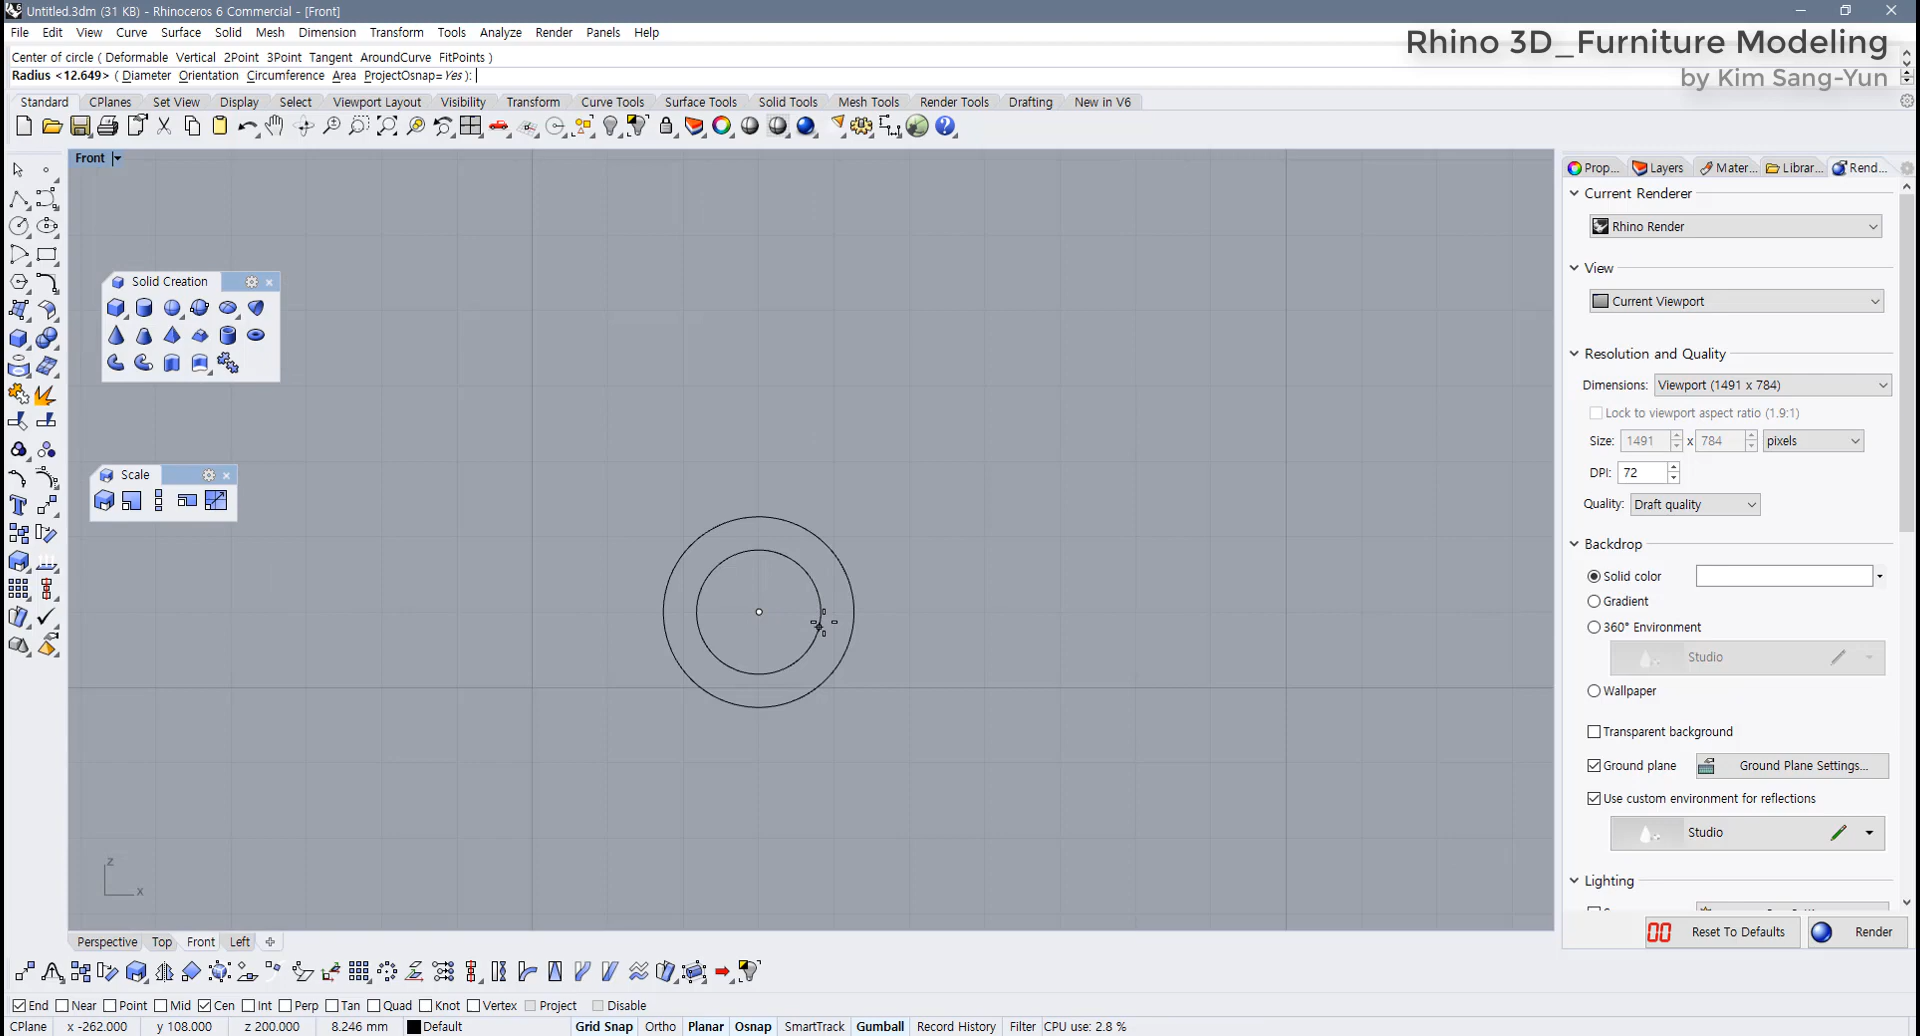 Untitled.3dm (31 KB) - Rhinoceros 6 Commercial - [Front]
File Edit View Curve Surface Solid Mesh Dimension Transform Tools Analyze Render Panels Help
Rhino 3D_Furniture Modeling
by Kim Sang-Yun
Center of circle ( Deformable Vertical 2Point 3Point Tangent AroundCurve FitPoints )
Radius <12.649> ( Diameter Orientation Circumference Area ProjectOsnap=Yes ):
Standard CPlanes Set View Display Select Viewport Layout Visibility Transform Curve Tools Surface Tools Solid Tools Mesh Tools Render Tools Drafting New in V6
Front
Solid Creation
Scale
z
x
Prop... Layers Mater... Librar... Rend...
Current Renderer
Rhino Render
View
Current Viewport
Resolution and Quality
Dimensions: Viewport (1491 x 784)
Lock to viewport aspect ratio (1.9:1)
Size: 1491 x 784 pixels
DPI: 72
Quality: Draft quality
Backdrop
Solid color
Gradient
360° Environment
Studio
Wallpaper
Transparent background
Ground plane Ground Plane Settings...
Use custom environment for reflections
Studio
Lighting
Reset To Defaults Render
Perspective Top Front Left
End Near Point Mid Cen Int Perp Tan Quad Knot Vertex Project Disable
CPlane x -262.000 y 108.000 z 200.000 8.246 mm Default Grid Snap Ortho Planar Osnap SmartTrack Gumball Record History Filter CPU use: 2.8 %